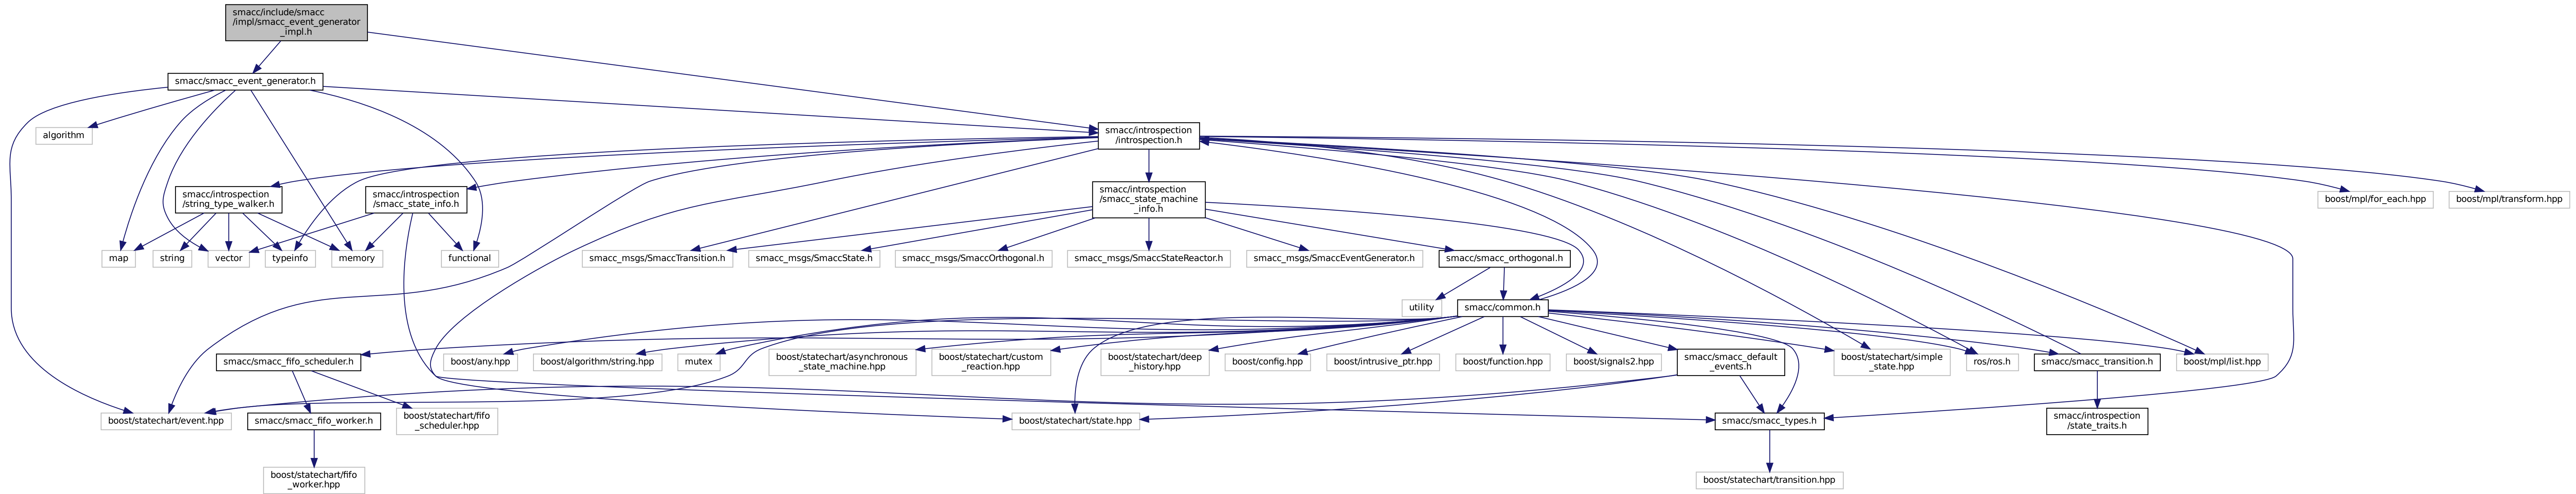 smacc/include/smacc
/impl/smacc_event_generator
_impl.h
smacc/smacc_event_generator.h
algorithm
smacc/introspection
/introspection.h
smacc/introspection
/string_type_walker.h
smacc/introspection
/smacc_state_info.h
smacc/introspection
/smacc_state_machine
_info.h
boost/mpl/for_each.hpp
boost/mpl/transform.hpp
map
string
vector
typeinfo
memory
functional
smacc_msgs/SmaccTransition.h
smacc_msgs/SmaccState.h
smacc_msgs/SmaccOrthogonal.h
smacc_msgs/SmaccStateReactor.h
smacc_msgs/SmaccEventGenerator.h
smacc/smacc_orthogonal.h
utility
smacc/common.h
smacc/smacc_fifo_scheduler.h
boost/any.hpp
boost/algorithm/string.hpp
mutex
boost/statechart/asynchronous
_state_machine.hpp
boost/statechart/custom
_reaction.hpp
boost/statechart/deep
_history.hpp
boost/config.hpp
boost/intrusive_ptr.hpp
boost/function.hpp
boost/signals2.hpp
smacc/smacc_default
_events.h
boost/statechart/simple
_state.hpp
ros/ros.h
smacc/smacc_transition.h
boost/mpl/list.hpp
boost/statechart/event.hpp
smacc/smacc_fifo_worker.h
boost/statechart/fifo
_scheduler.hpp
boost/statechart/state.hpp
smacc/smacc_types.h
smacc/introspection
/state_traits.h
boost/statechart/fifo
_worker.hpp
boost/statechart/transition.hpp